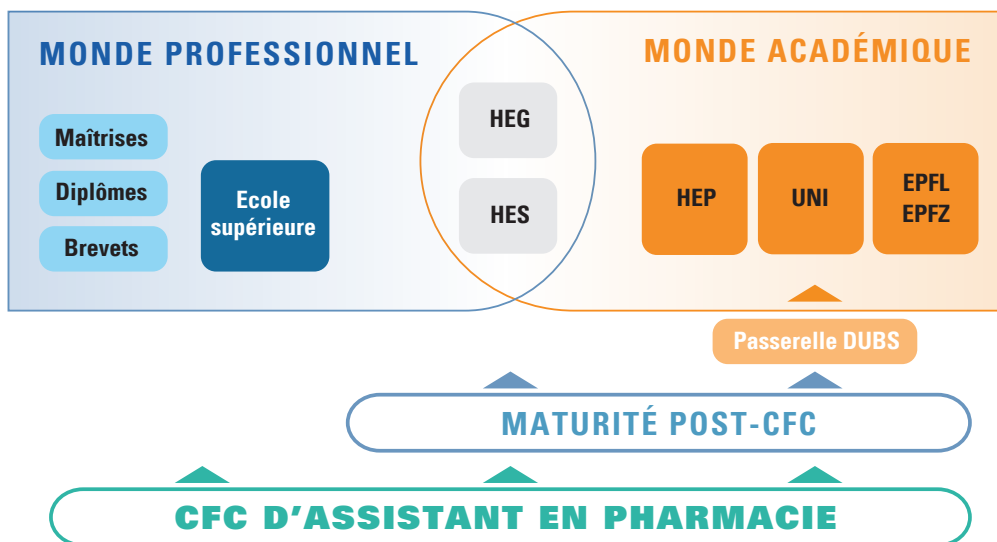 MONDE PROFESSIONNEL
MONDE ACADÉMIQUE
Maîtrises
Diplômes
Brevets
Ecole
supérieure
HEG
HES
HEP
UNI
EPFL
EPFZ
Passerelle DUBS
MATURITÉ POST-CFC
CFC D'ASSISTANT EN PHARMACIE